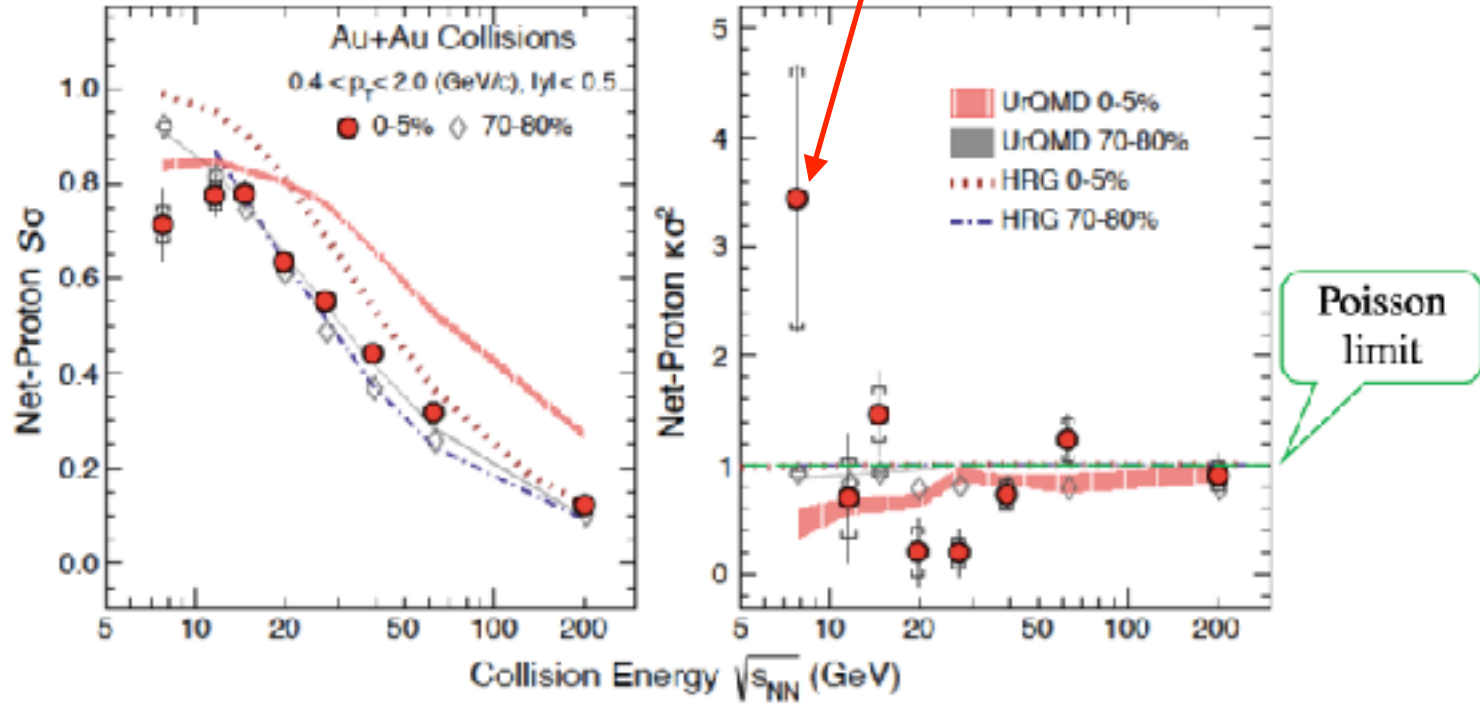 Au+Au Collisions
0.4 < p_T < 2.0 (GeV/c), |y| < 0.5
0-5% 70-80%
Net-Proton Sσ
1.0
0.8
0.6
0.4
0.2
0.0
5 10 20 50 100 200
Net-Proton κσ²
5
4
3
2
1
0
UrQMD 0-5%
UrQMD 70-80%
HRG 0-5%
HRG 70-80%
5 10 20 50 100 200
Poisson
limit
Collision Energy √s_NN (GeV)